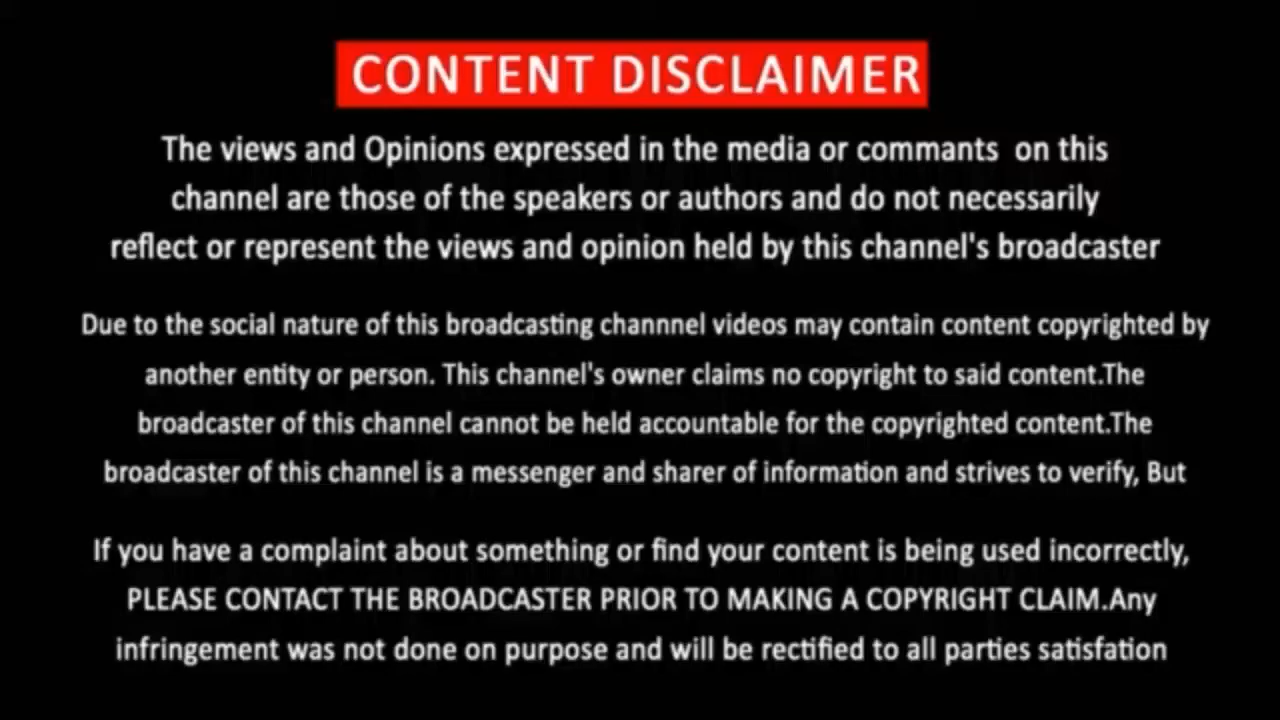 CONTENT DISCLAIMER
The views and Opinions expressed in the media or commants on this
channel are those of the speakers or authors and do not necessarily
reflect or represent the views and opinion held by this channel's broadcaster
Due to the social nature of this broadcasting channnel videos may contain content copyrighted by
another entity or person. This channel's owner claims no copyright to said content.The
broadcaster of this channel cannot be held accountable for the copyrighted content.The
broadcaster of this channel is a messenger and sharer of information and strives to verify, But
If you have a complaint about something or find your content is being used incorrectly,
PLEASE CONTACT THE BROADCASTER PRIOR TO MAKING A COPYRIGHT CLAIM.Any
infringement was not done on purpose and will be rectified to all parties satisfation